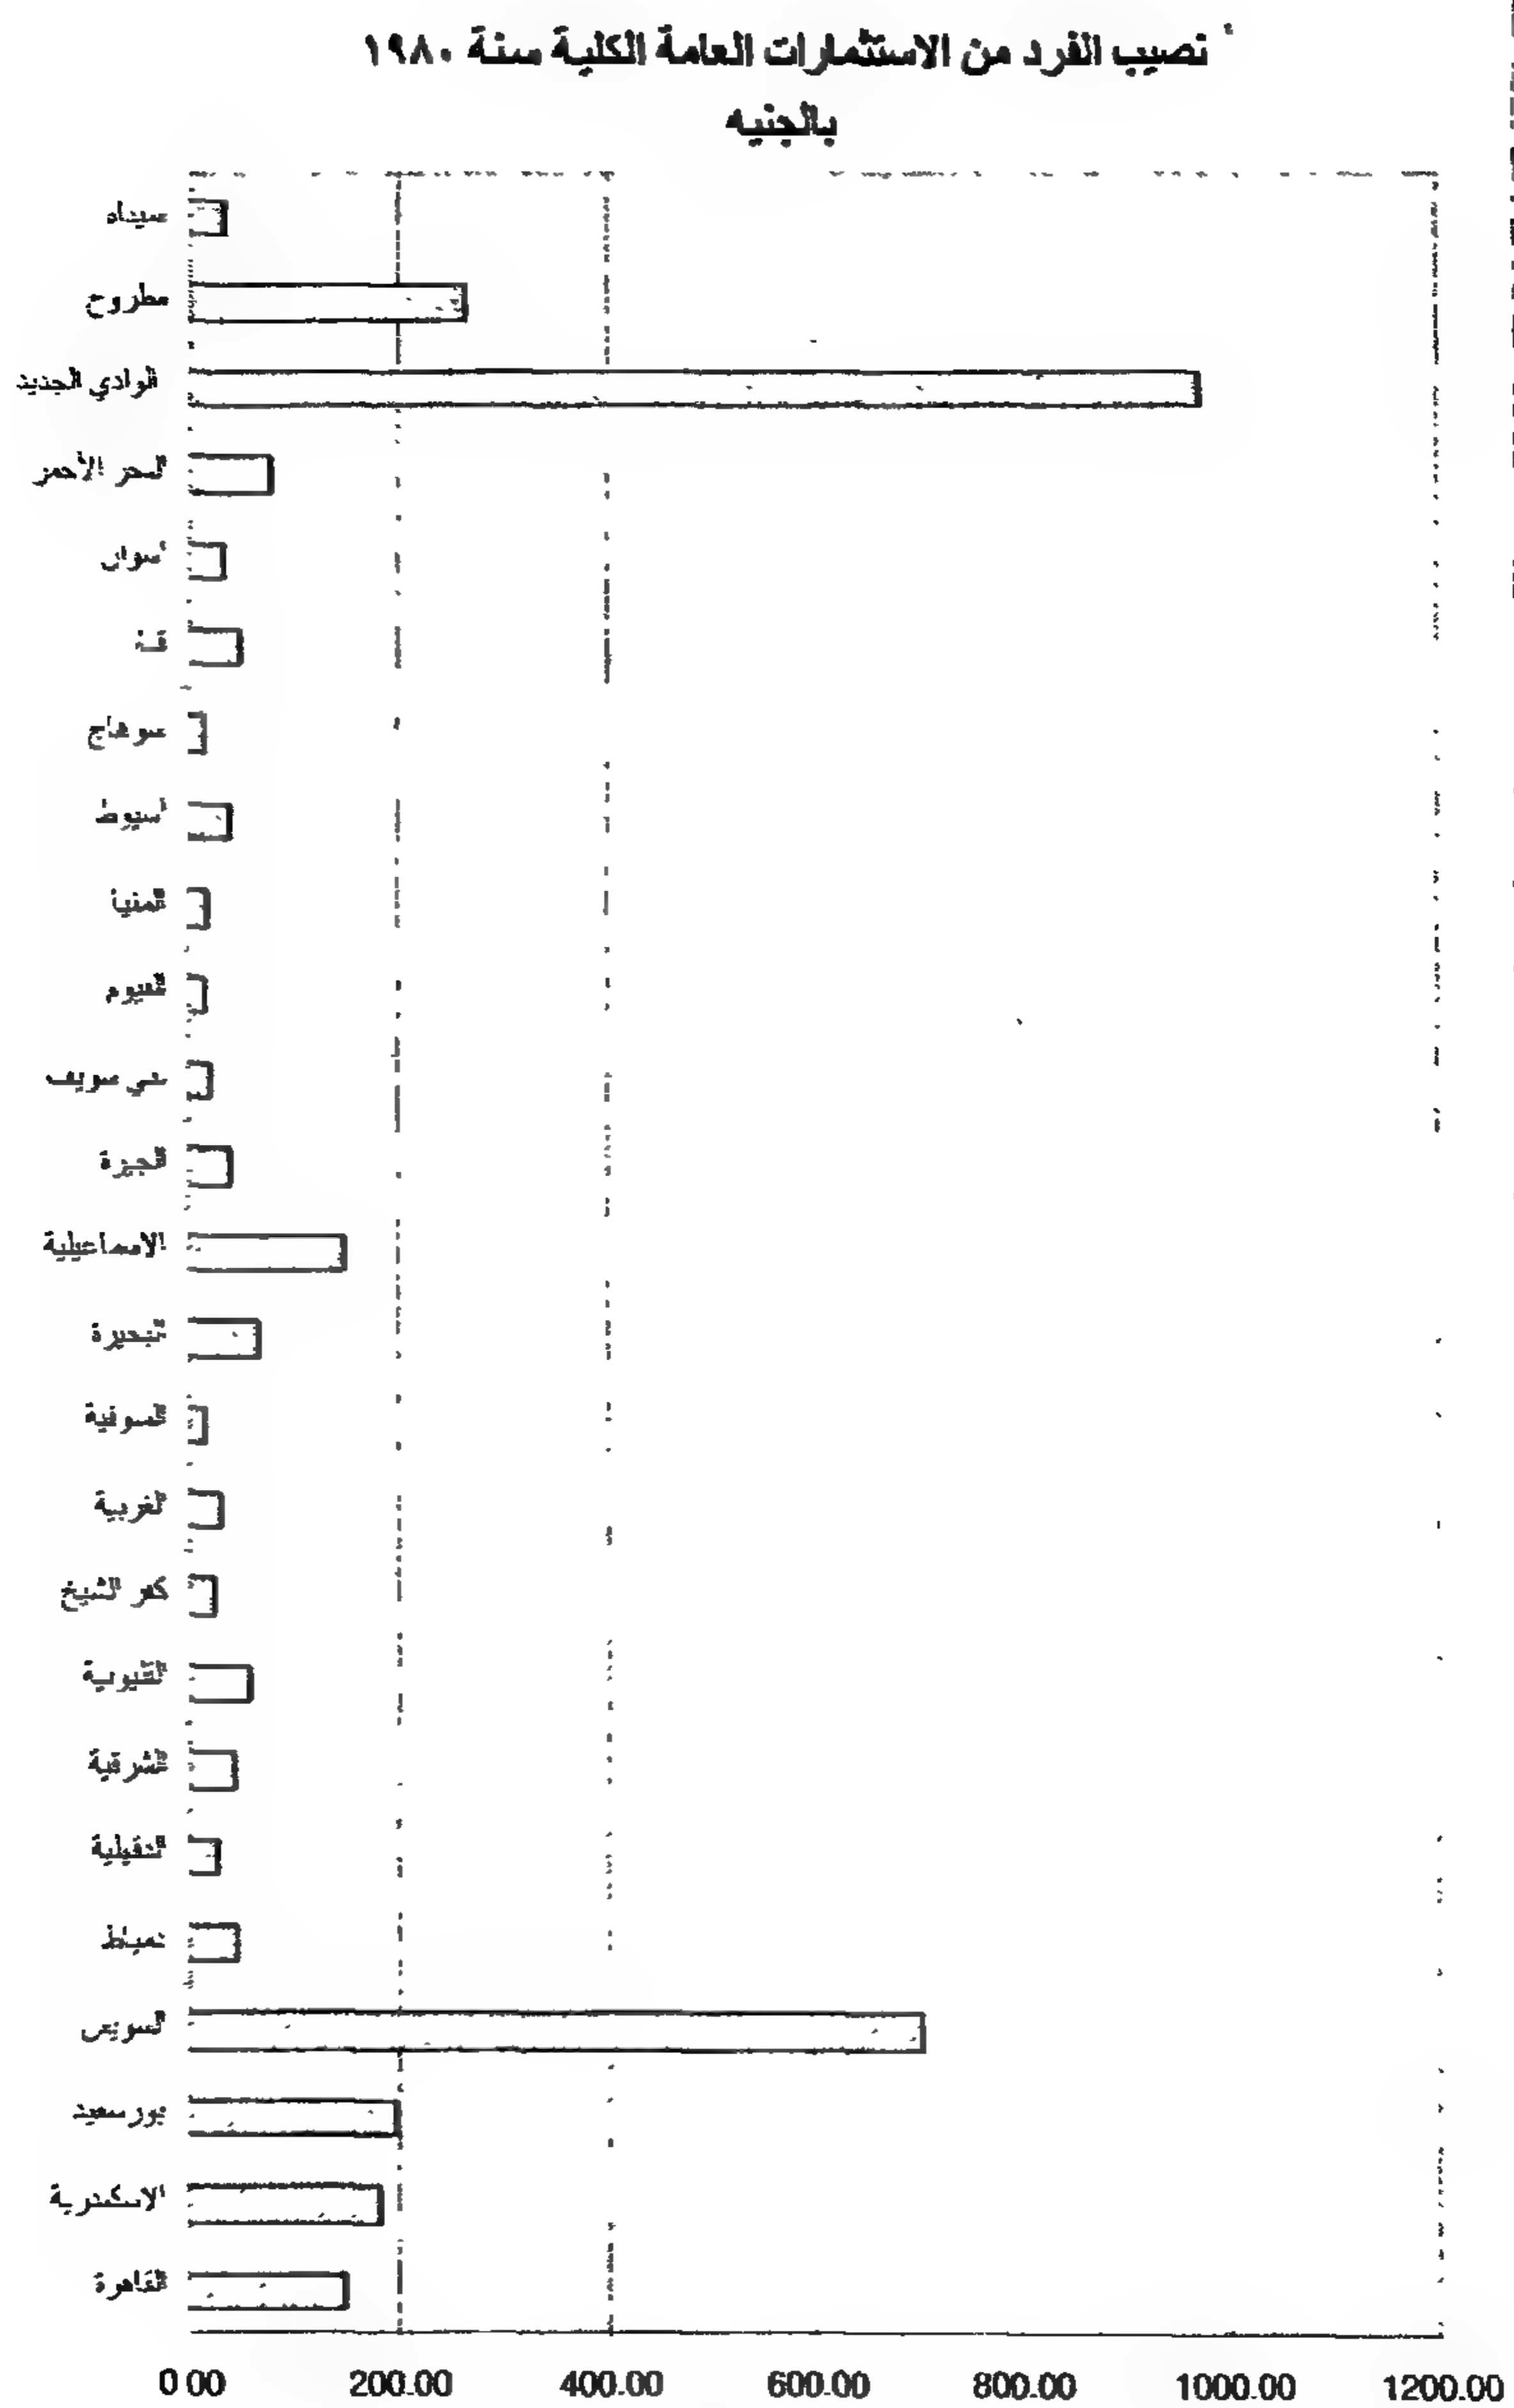 نصيب الفرد من الاستثمارات العامة الكلية سنة ١٩٨٠
بالجنيه
سيناء
مطروح
الوادي الجديد
البحر الأحمر
أسوان
قنا
سوهاج
أسيوط
المنيا
الفيوم
بني سويف
الجيزة
الاسماعيلية
البحيرة
المنوفية
الغربية
كفر الشيخ
القليوبية
الشرقية
الدقهلية
دمياط
السويس
بور سعيد
الاسكندرية
القاهرة
0.00 200.00 400.00 600.00 800.00 1000.00 1200.00